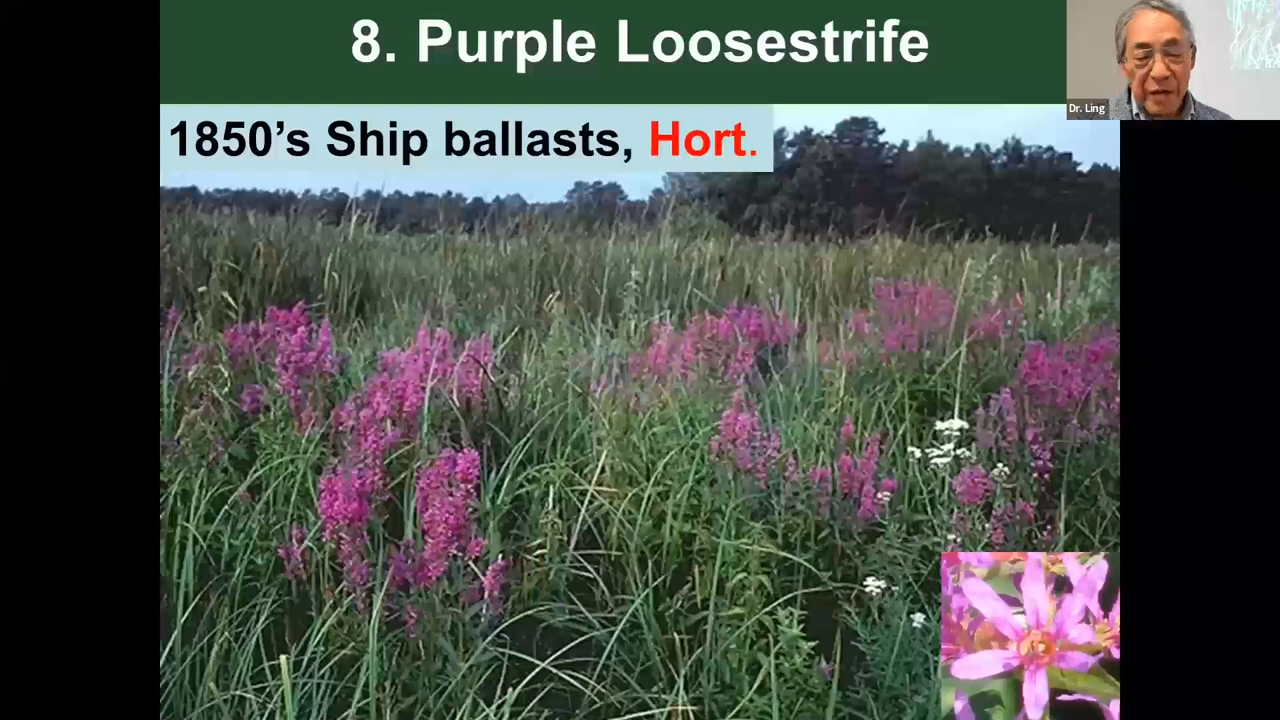 8. Purple Loosestrife
Dr. Ling
1850’s Ship ballasts, Hort.